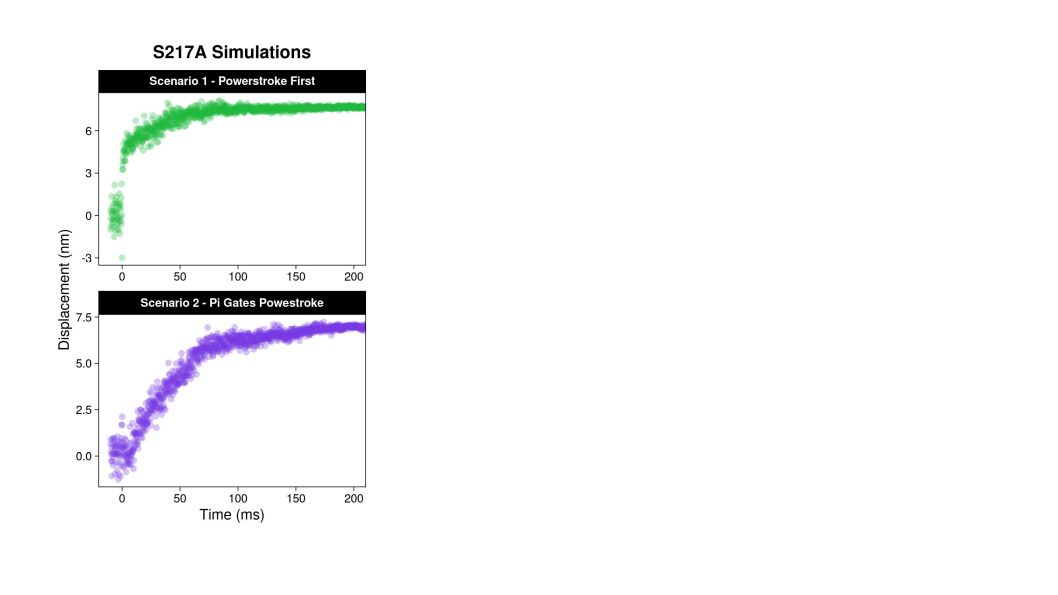 S217A Simulations
Scenario 1 - Powerstroke First
6
3
0
-3
0 50 100 150 200
Displacement (nm)
Scenario 2 - Pi Gates Powestroke
7.5
5.0
2.5
0.0
0 50 100 150 200
Time (ms)